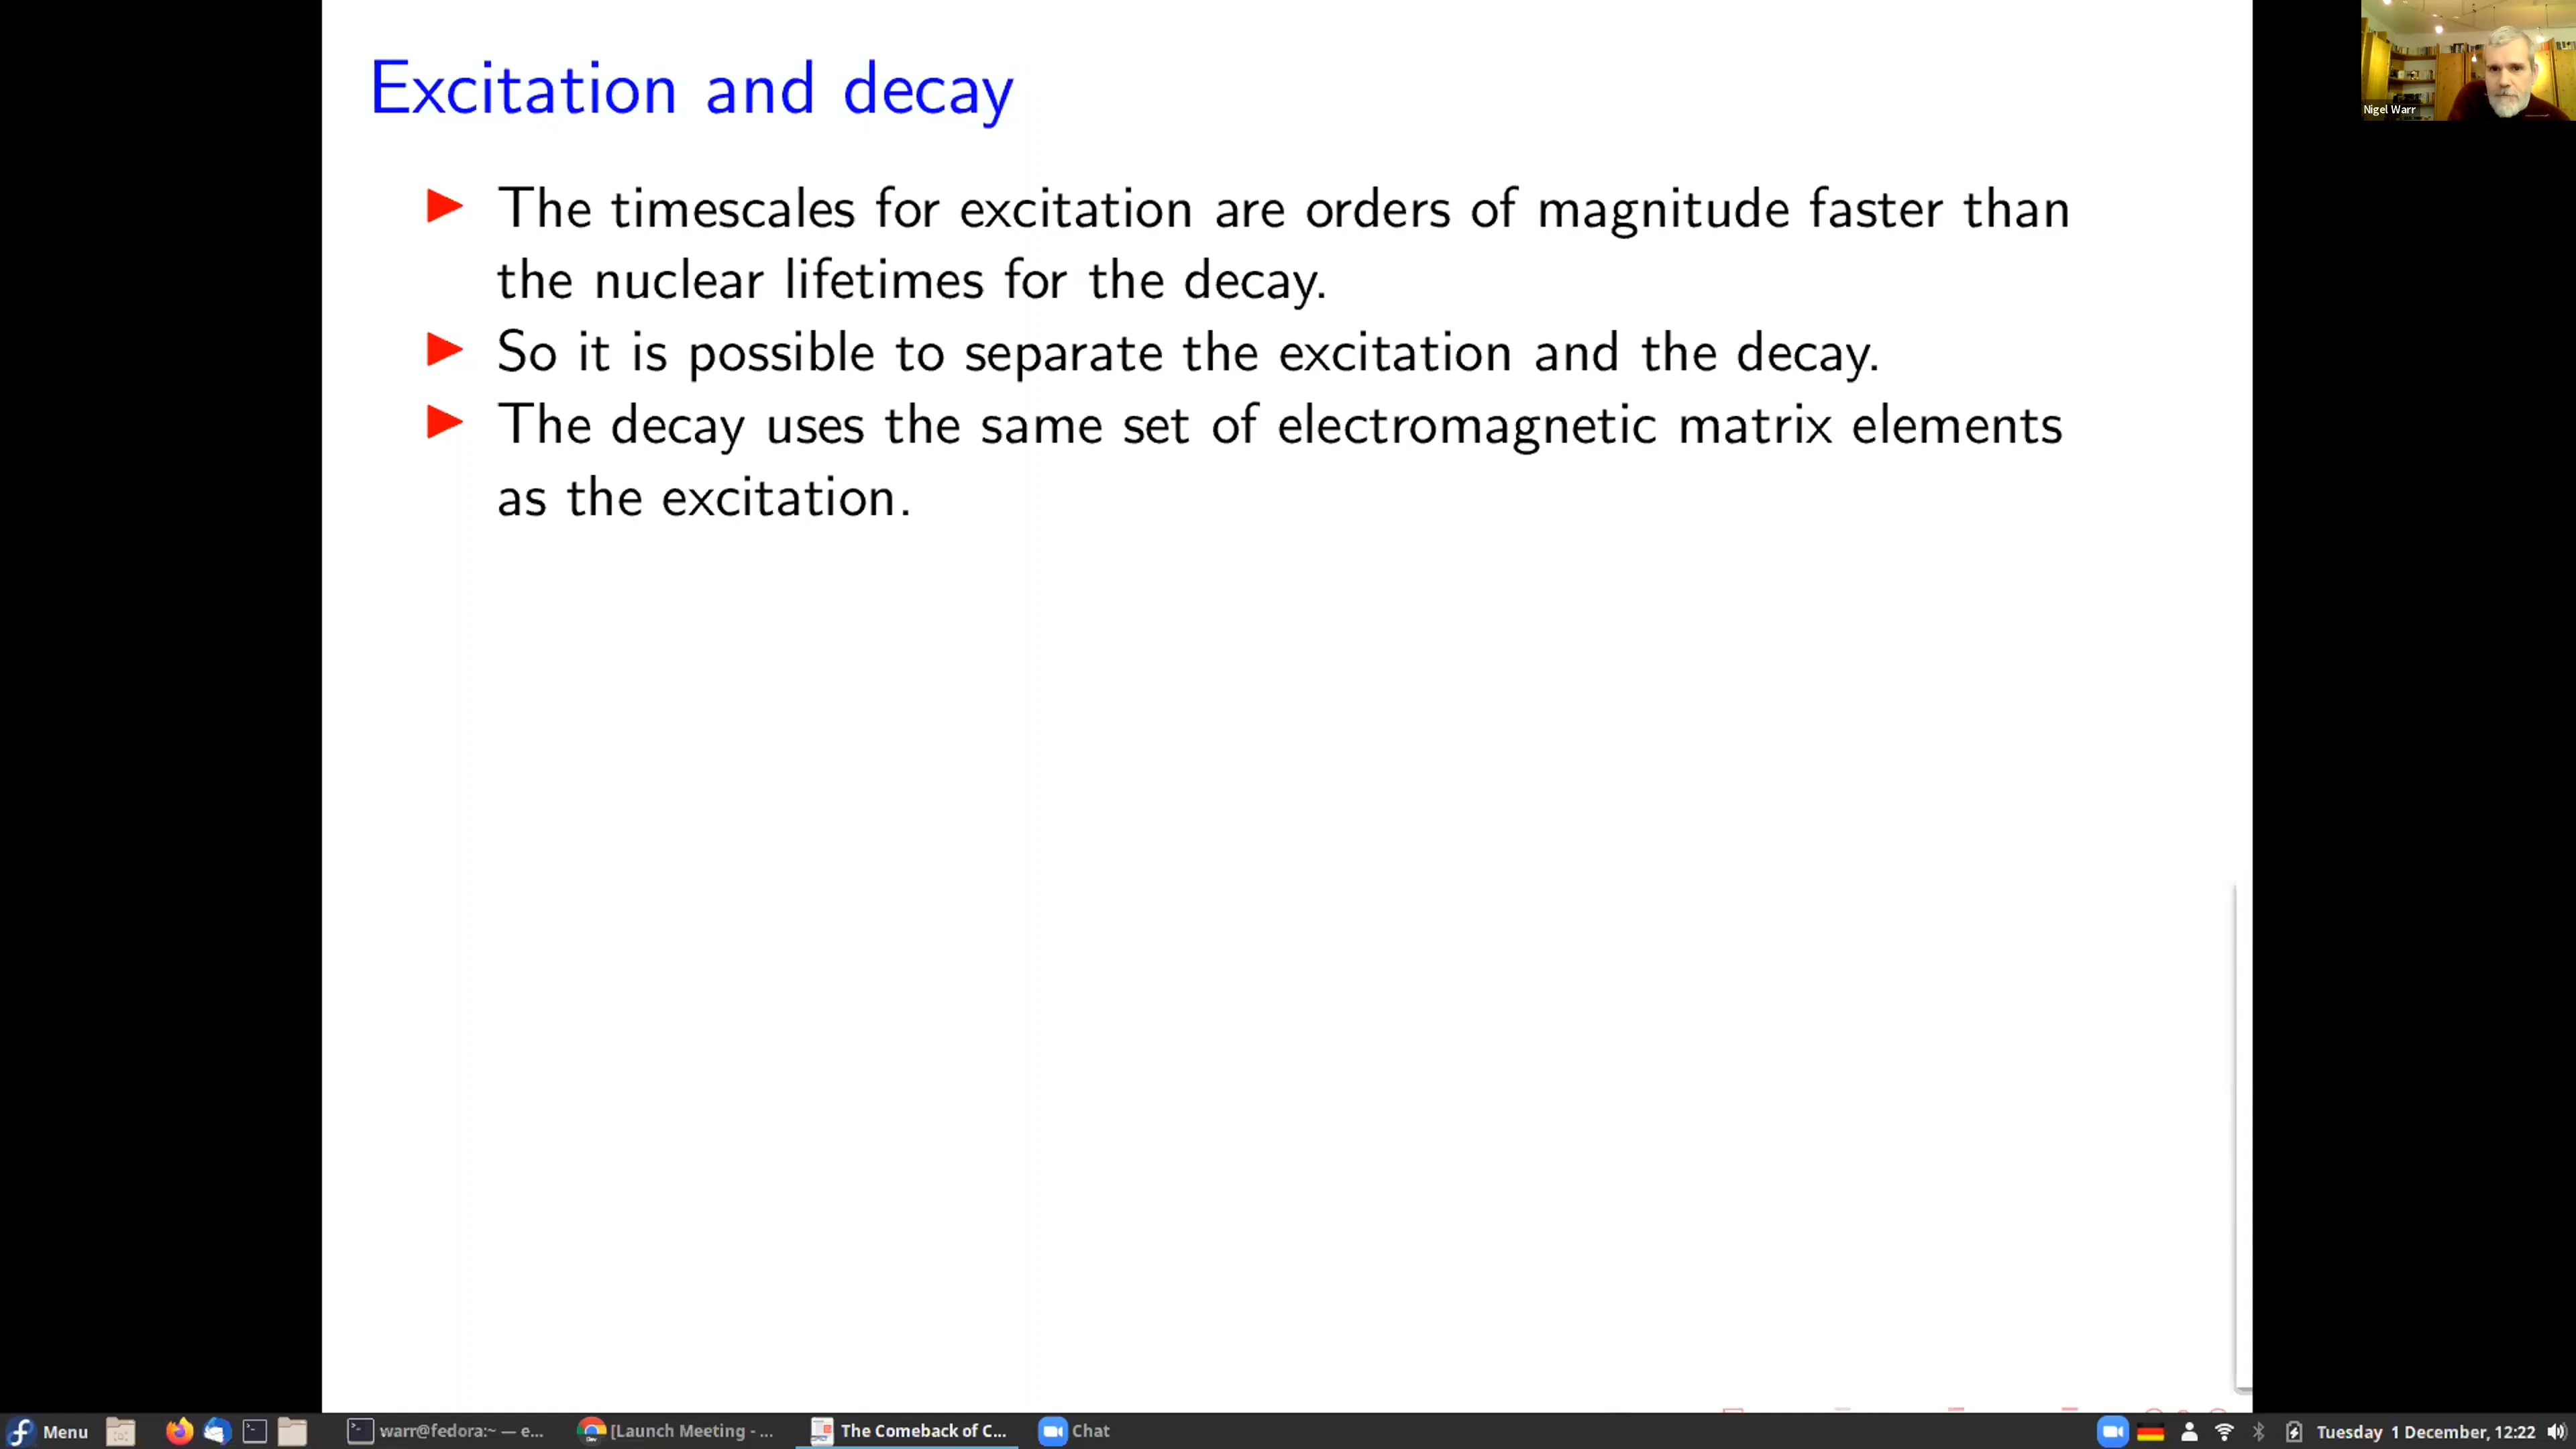 Excitation and decay
Nigel Warr
The timescales for excitation are orders of magnitude faster than
the nuclear lifetimes for the decay.
So it is possible to separate the excitation and the decay.
The decay uses the same set of electromagnetic matrix elements
as the excitation.
Menu
warr@fedora:~ — e...
[Launch Meeting - ...
The Comeback of C...
Chat
Tuesday 1 December, 12:22